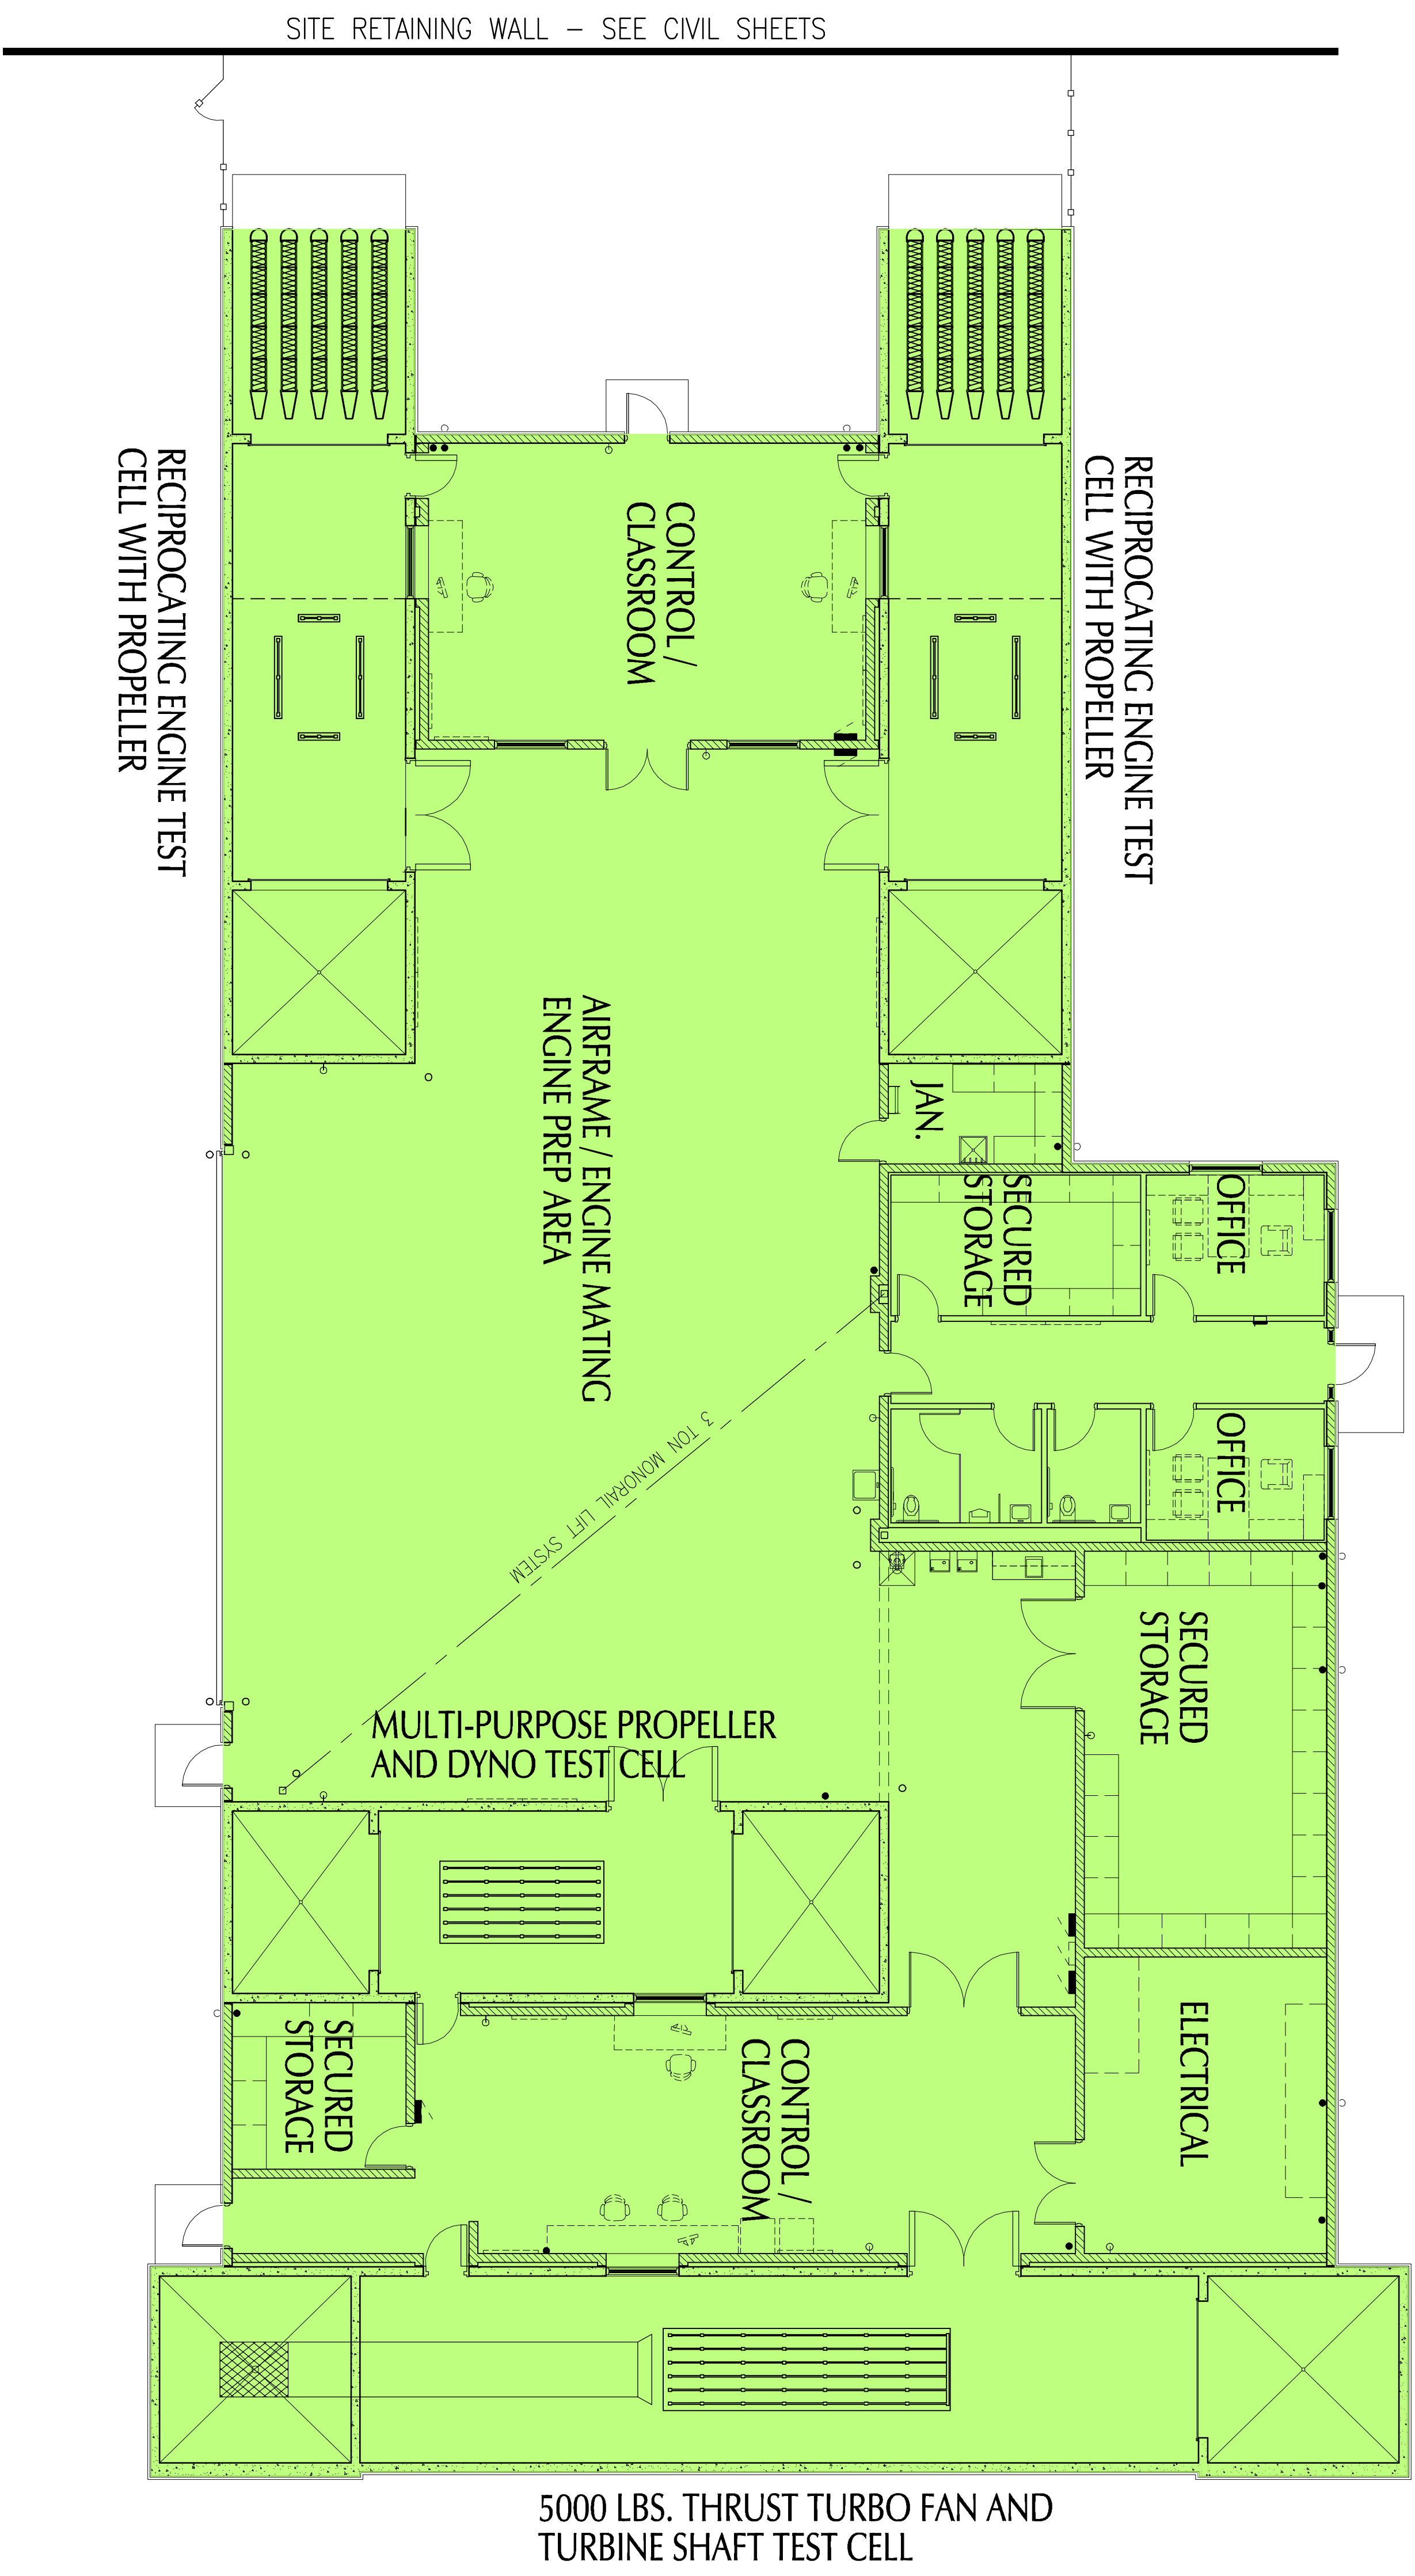 SITE RETAINING WALL – SEE CIVIL SHEETS
RECIPROCATING ENGINE TEST
CELL WITH PROPELLER
CONTROL /
CLASSROOM
RECIPROCATING ENGINE TEST
CELL WITH PROPELLER
AIRFRAME / ENGINE MATING
ENGINE PREP AREA
JAN.
SECURED
STORAGE
OFFICE
OFFICE
3 TON MONORAIL LIFT SYSTEM
SECURED
STORAGE
MULTI-PURPOSE PROPELLER
AND DYNO TEST CELL
SECURED
STORAGE
CONTROL /
CLASSROOM
ELECTRICAL
5000 LBS. THRUST TURBO FAN AND
TURBINE SHAFT TEST CELL